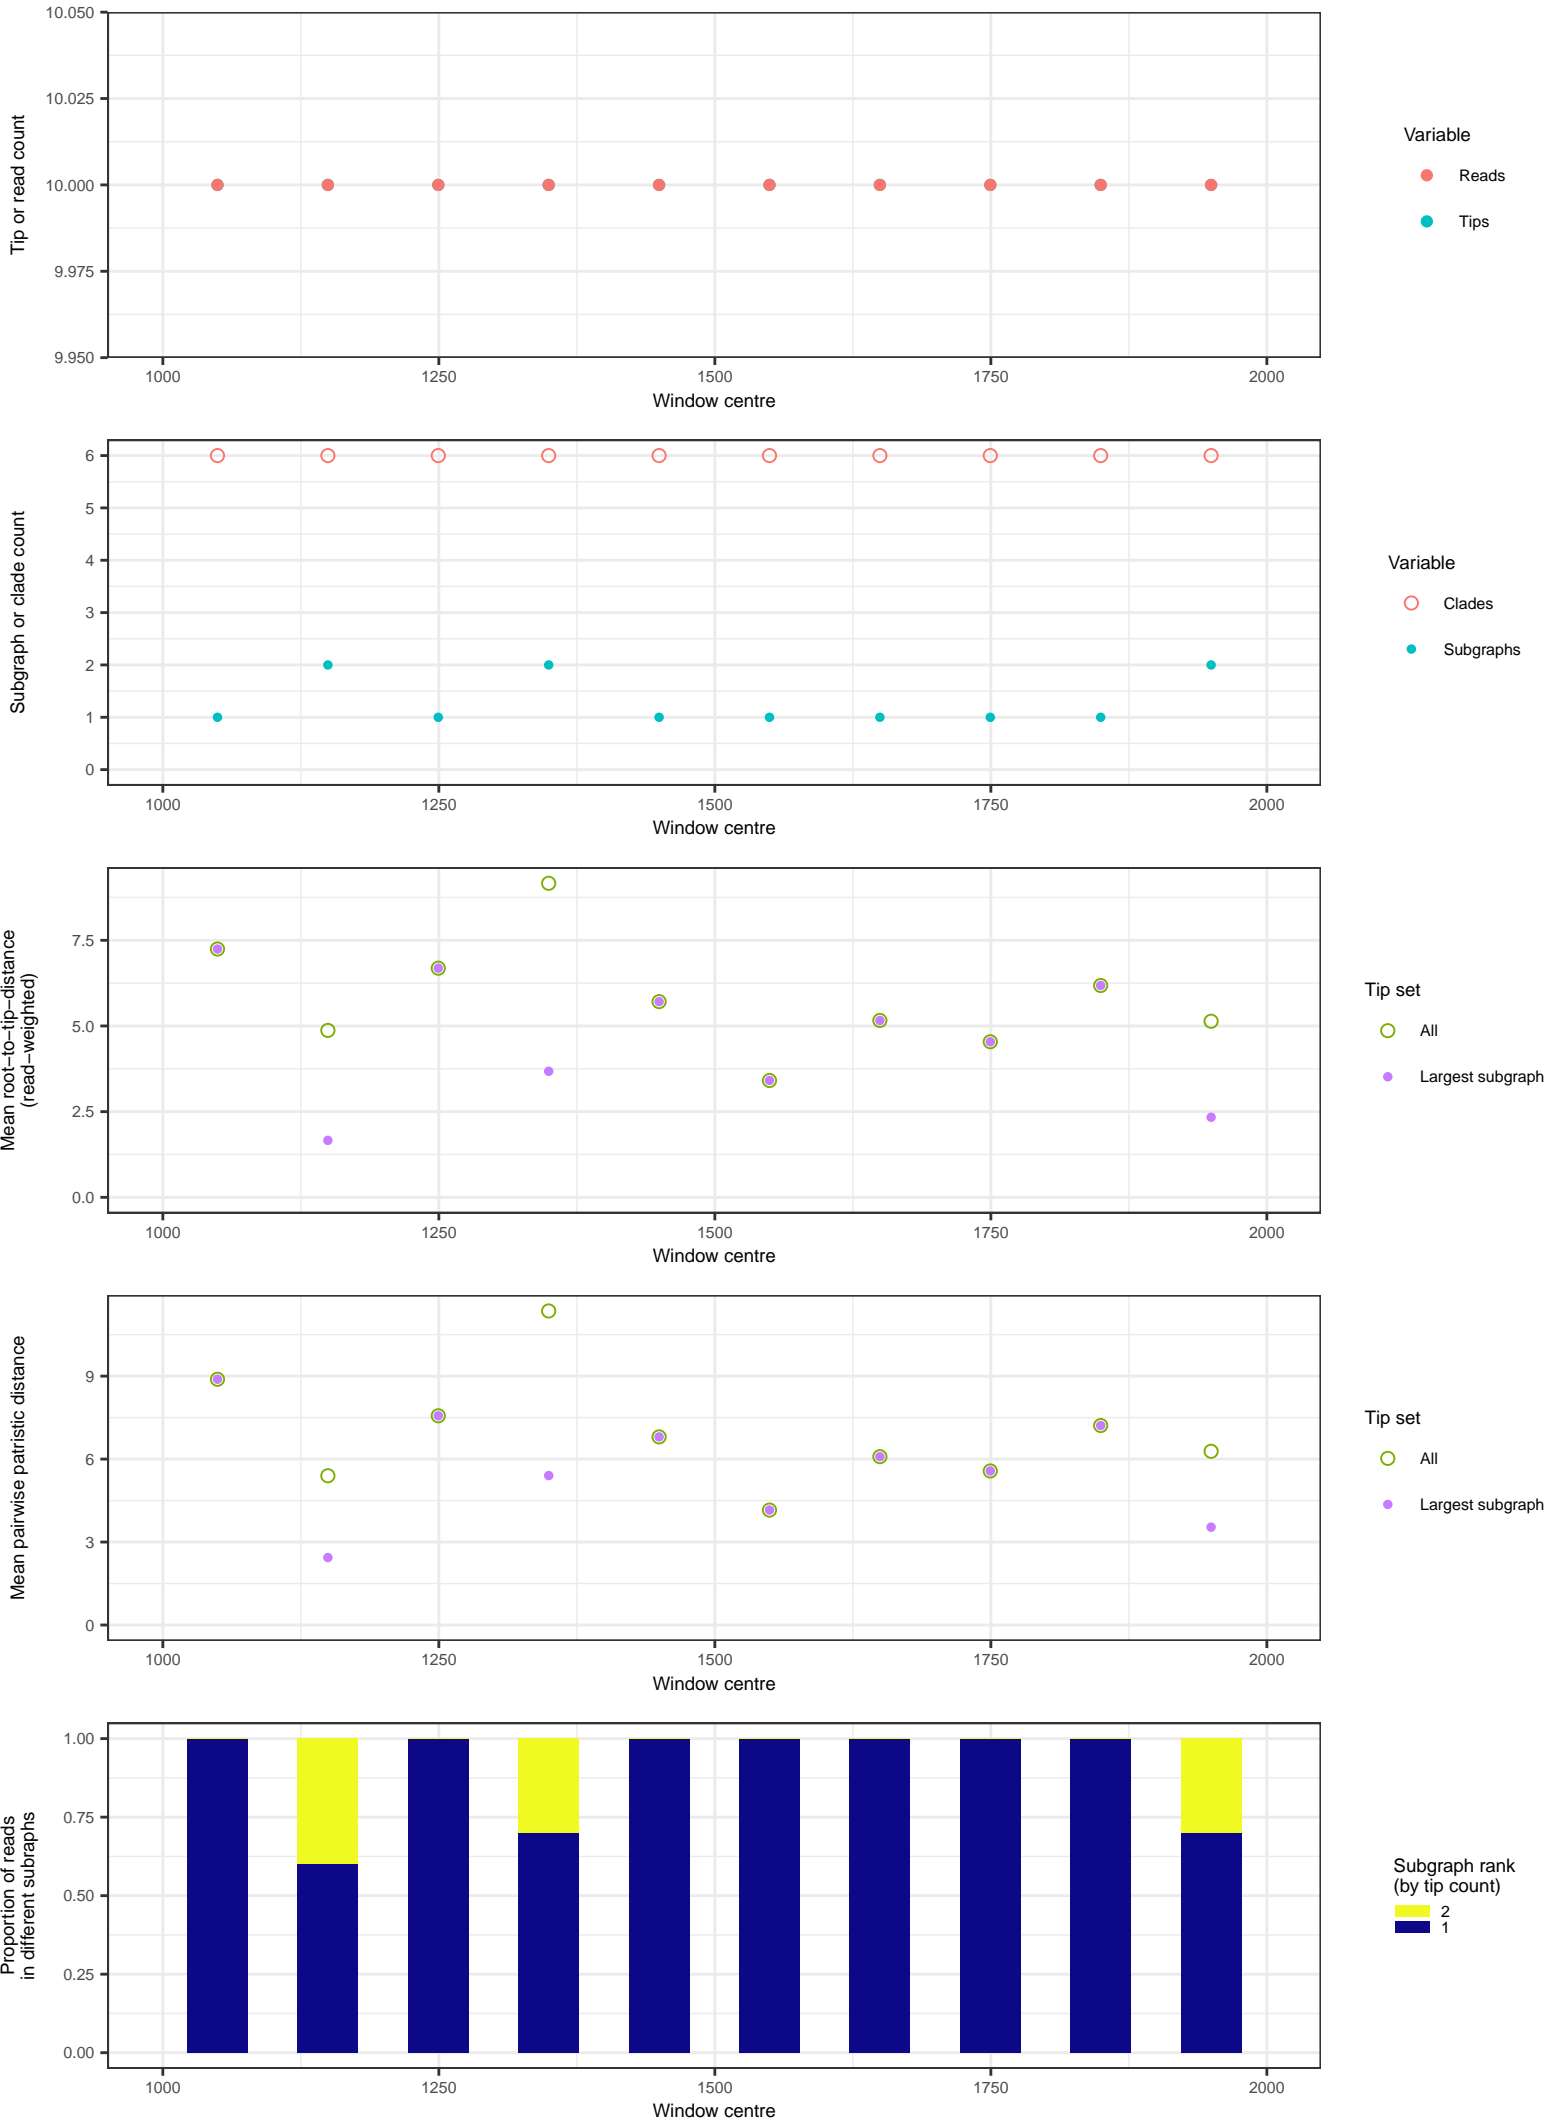 10.050
10.025
10.000
9.975
9.950
Tip or read count
1000 1250 1500 1750 2000
Window centre
Variable
Reads
Tips
6
5
4
3
2
1
0
Subgraph or clade count
1000 1250 1500 1750 2000
Window centre
Variable
Clades
Subgraphs
7.5
5.0
2.5
0.0
Mean root−to−tip−distance
(read−weighted)
1000 1250 1500 1750 2000
Window centre
Tip set
All
Largest subgraph
9
6
3
0
Mean pairwise patristic distance
1000 1250 1500 1750 2000
Window centre
Tip set
All
Largest subgraph
1.00
0.75
0.50
0.25
0.00
Proportion of reads
in different subraphs
1000 1250 1500 1750 2000
Window centre
Subgraph rank
(by tip count)
2
1